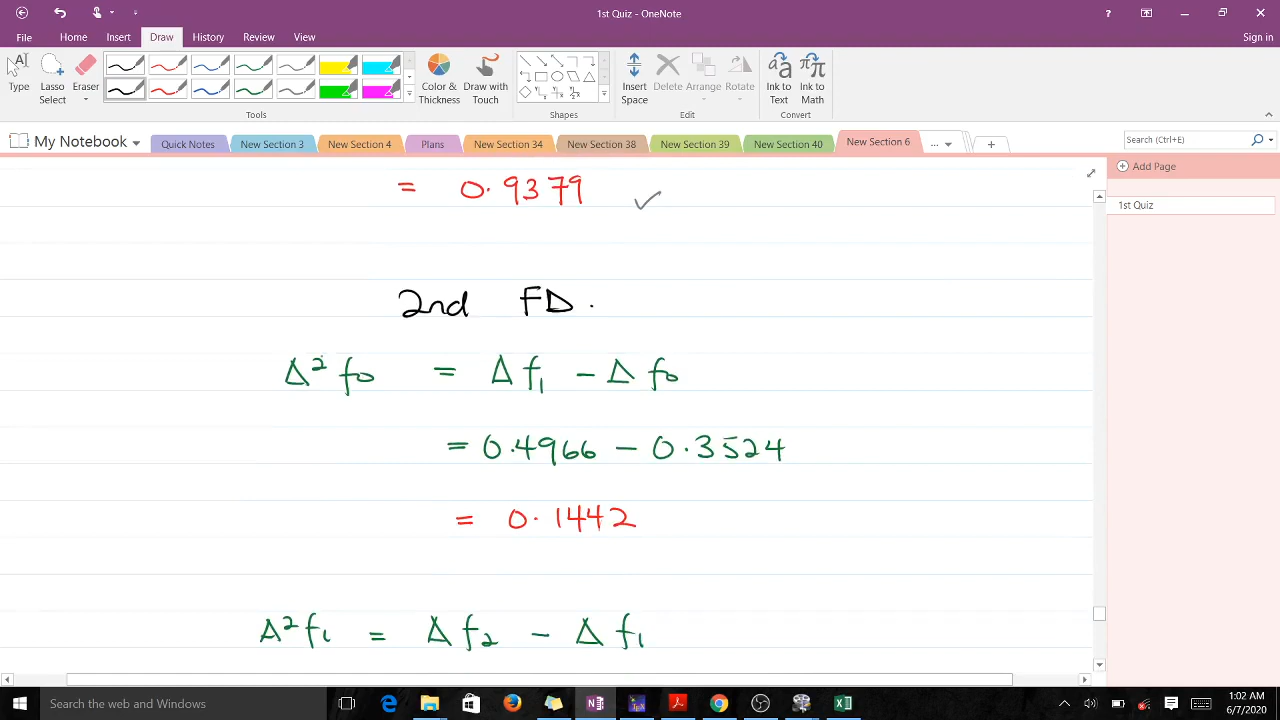 1st Quiz - OneNote
File Home Insert Draw History Review View Sign in
Type Lasso Select Eraser Color & Thickness Draw with Touch Insert Space Delete Arrange Rotate Ink to Text Ink to Math
Tools Shapes Edit Convert
My Notebook Quick Notes New Section 3 New Section 4 Plans New Section 34 New Section 38 New Section 39 New Section 40 New Section 6 ... Search (Ctrl+E)
Add Page
1st Quiz
= 0.9379 ✓
2nd FD.
Δ²f₀ = Δf₁ - Δf₀
= 0.4966 - 0.3524
= 0.1442
Δ²f₁ = Δf₂ - Δf₁
Search the web and Windows
1:02 AM
6/7/2020